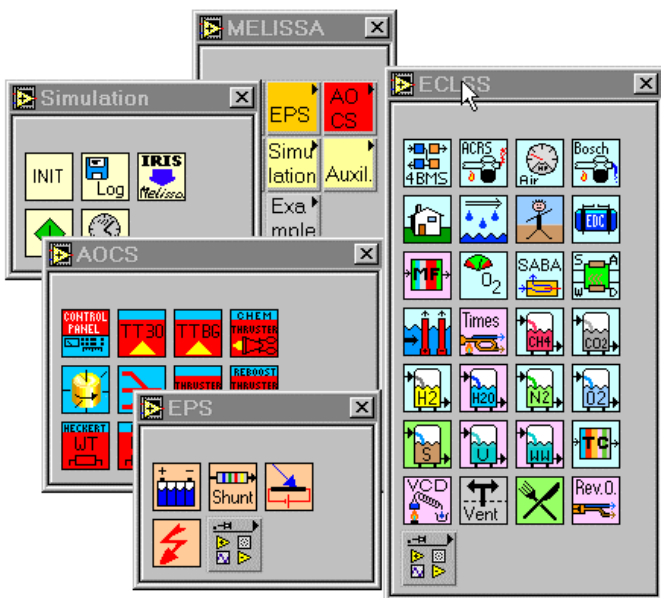 MELISSA
EPS
AO
CS
Simu
lation
Auxil.
Exa
mple
Simulation
INIT
Log
IRIS
Melissa
AOCS
CONTROL
PANEL
TT30
TTBG
CHEM
THRUSTER
THRUSTER
REBOOST
THRUSTER
HECKERT
WT
EPS
+ -
Shunt
ECLSS
4BMS
ACRS
Air
Bosch
EDC
MF
O2
SABA
S A
W D
Times
CH4
CO2
H2
H2O
N2
O2
S
U
WW
TC
VCD
Vent
Rev.O.